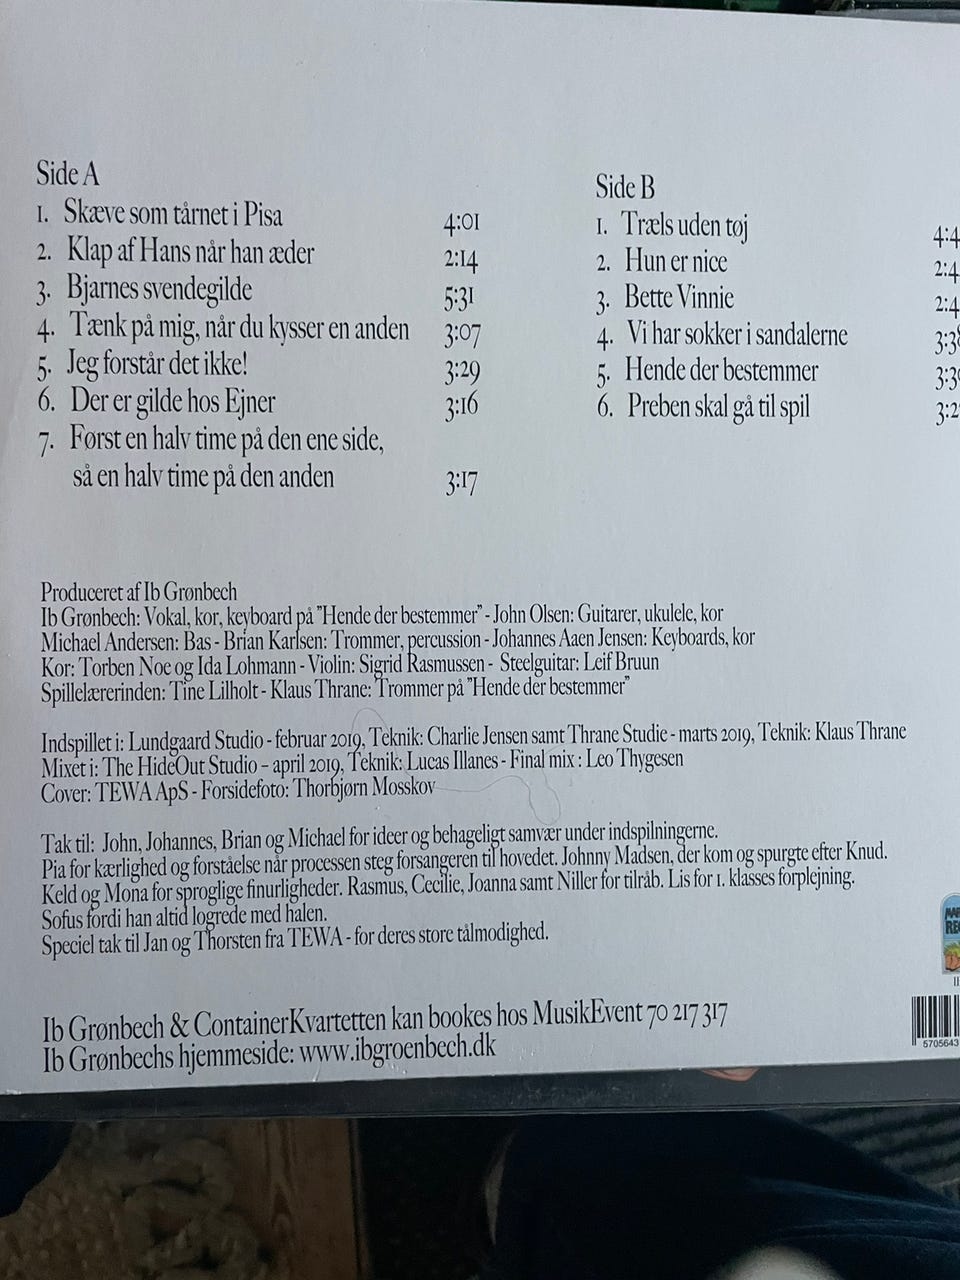 Side A
1. Skæve som tårnet i Pisa 4:01
2. Klap af Hans når han æder 2:14
3. Bjarnes svendegilde 5:31
4. Tænk på mig, når du kysser en anden 3:07
5. Jeg forstår det ikke! 3:29
6. Der er gilde hos Ejner 3:16
7. Først en halv time på den ene side,
så en halv time på den anden 3:17
Side B
1. Træls uden tøj 4:4
2. Hun er nice 2:4
3. Bette Vinnie 2:4
4. Vi har sokker i sandalerne 3:38
5. Hende der bestemmer 3:3
6. Preben skal gå til spil 3:2
Produceret af Ib Grønbech
Ib Grønbech: Vokal, kor, keyboard på "Hende der bestemmer" - John Olsen: Guitarer, ukulele, kor
Michael Andersen: Bas - Brian Karlsen: Trommer, percussion - Johannes Aaen Jensen: Keyboards, kor
Kor: Torben Noe og Ida Lohmann - Violin: Sigrid Rasmussen - Steelguitar: Leif Bruun
Spillelærerinden: Tine Lilholt - Klaus Thrane: Trommer på "Hende der bestemmer"
Indspillet i: Lundgaard Studio - februar 2019, Teknik: Charlie Jensen samt Thrane Studie - marts 2019, Teknik: Klaus Thrane
Mixet i: The HideOut Studio – april 2019, Teknik: Lucas Illanes - Final mix : Leo Thygesen
Cover: TEWA ApS - Forsidefoto: Thorbjørn Mosskov
Tak til: John, Johannes, Brian og Michael for ideer og behageligt samvær under indspilningerne.
Pia for kærlighed og forståelse når processen steg forsangeren til hovedet. Johnny Madsen, der kom og spurgte efter Knud.
Keld og Mona for sproglige finurligheder. Rasmus, Cecilie, Joanna samt Niller for tilråb. Lis for 1. klasses forplejning.
Sofus fordi han altid logrede med halen.
Speciel tak til Jan og Thorsten fra TEWA - for deres store tålmodighed.
Ib Grønbech & ContainerKvartetten kan bookes hos MusikEvent 70 217 317
Ib Grønbechs hjemmeside: www.ibgroenbech.dk
5705643